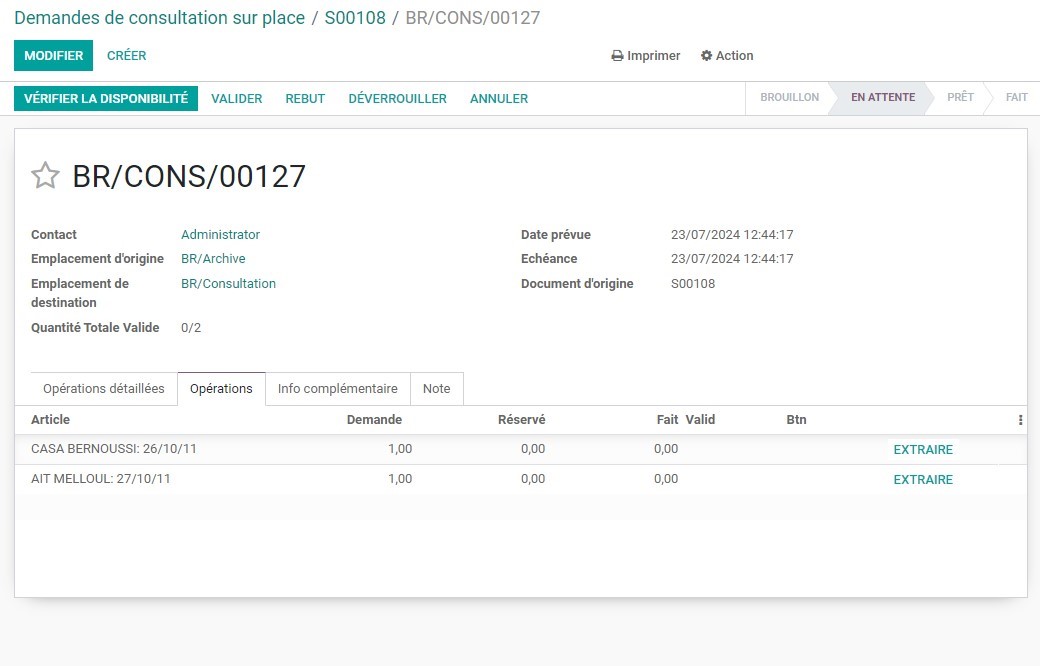 Demandes de consultation sur place / S00108 / BR/CONS/00127
MODIFIER CRÉER Imprimer Action
VÉRIFIER LA DISPONIBILITÉ VALIDER REBUT DÉVERROUILLER ANNULER BROUILLON EN ATTENTE PRÊT FAIT
BR/CONS/00127
Contact Administrator Date prévue 23/07/2024 12:44:17
Emplacement d'origine BR/Archive Echéance 23/07/2024 12:44:17
Emplacement de destination BR/Consultation Document d'origine S00108
Quantité Totale Valide 0/2
Opérations détaillées Opérations Info complémentaire Note
Article Demande Réservé Fait Valid Btn
CASA BERNOUSSI: 26/10/11 1,00 0,00 0,00 EXTRAIRE
AIT MELLOUL: 27/10/11 1,00 0,00 0,00 EXTRAIRE